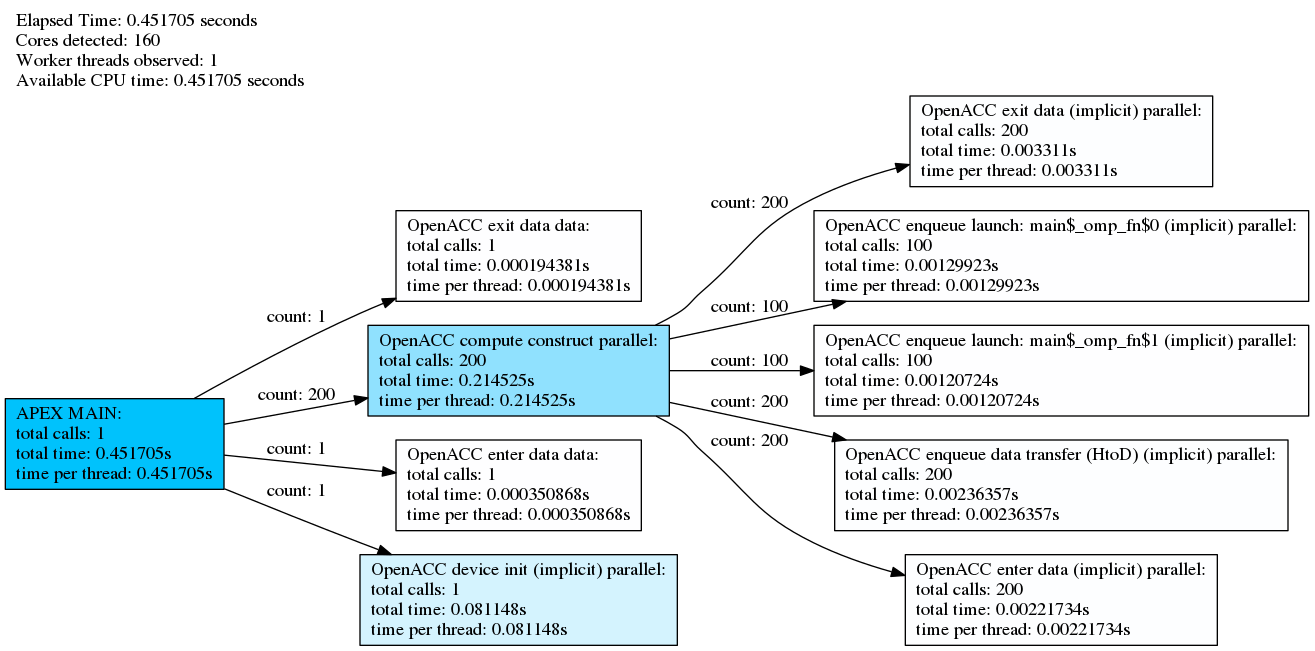 Elapsed Time: 0.451705 seconds
Cores detected: 160
Worker threads observed: 1
Available CPU time: 0.451705 seconds
APEX MAIN:
total calls: 1
total time: 0.451705s
time per thread: 0.451705s
count: 1
count: 200
count: 1
count: 1
OpenACC exit data data:
total calls: 1
total time: 0.000194381s
time per thread: 0.000194381s
OpenACC compute construct parallel:
total calls: 200
total time: 0.214525s
time per thread: 0.214525s
OpenACC enter data data:
total calls: 1
total time: 0.000350868s
time per thread: 0.000350868s
OpenACC device init (implicit) parallel:
total calls: 1
total time: 0.081148s
time per thread: 0.081148s
count: 200
count: 100
count: 100
count: 200
count: 200
OpenACC exit data (implicit) parallel:
total calls: 200
total time: 0.003311s
time per thread: 0.003311s
OpenACC enqueue launch: main$_omp_fn$0 (implicit) parallel:
total calls: 100
total time: 0.00129923s
time per thread: 0.00129923s
OpenACC enqueue launch: main$_omp_fn$1 (implicit) parallel:
total calls: 100
total time: 0.00120724s
time per thread: 0.00120724s
OpenACC enqueue data transfer (HtoD) (implicit) parallel:
total calls: 200
total time: 0.00236357s
time per thread: 0.00236357s
OpenACC enter data (implicit) parallel:
total calls: 200
total time: 0.00221734s
time per thread: 0.00221734s